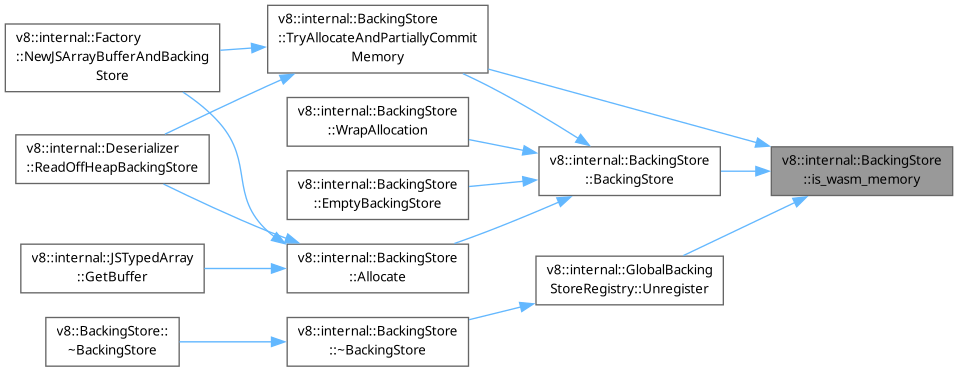 v8::internal::Factory
::NewJSArrayBufferAndBacking
Store
v8::internal::BackingStore
::TryAllocateAndPartiallyCommit
Memory
v8::internal::BackingStore
::WrapAllocation
v8::internal::Deserializer
::ReadOffHeapBackingStore
v8::internal::BackingStore
::BackingStore
v8::internal::BackingStore
::is_wasm_memory
v8::internal::BackingStore
::EmptyBackingStore
v8::internal::JSTypedArray
::GetBuffer
v8::internal::BackingStore
::Allocate
v8::internal::GlobalBacking
StoreRegistry::Unregister
v8::BackingStore::
~BackingStore
v8::internal::BackingStore
::~BackingStore